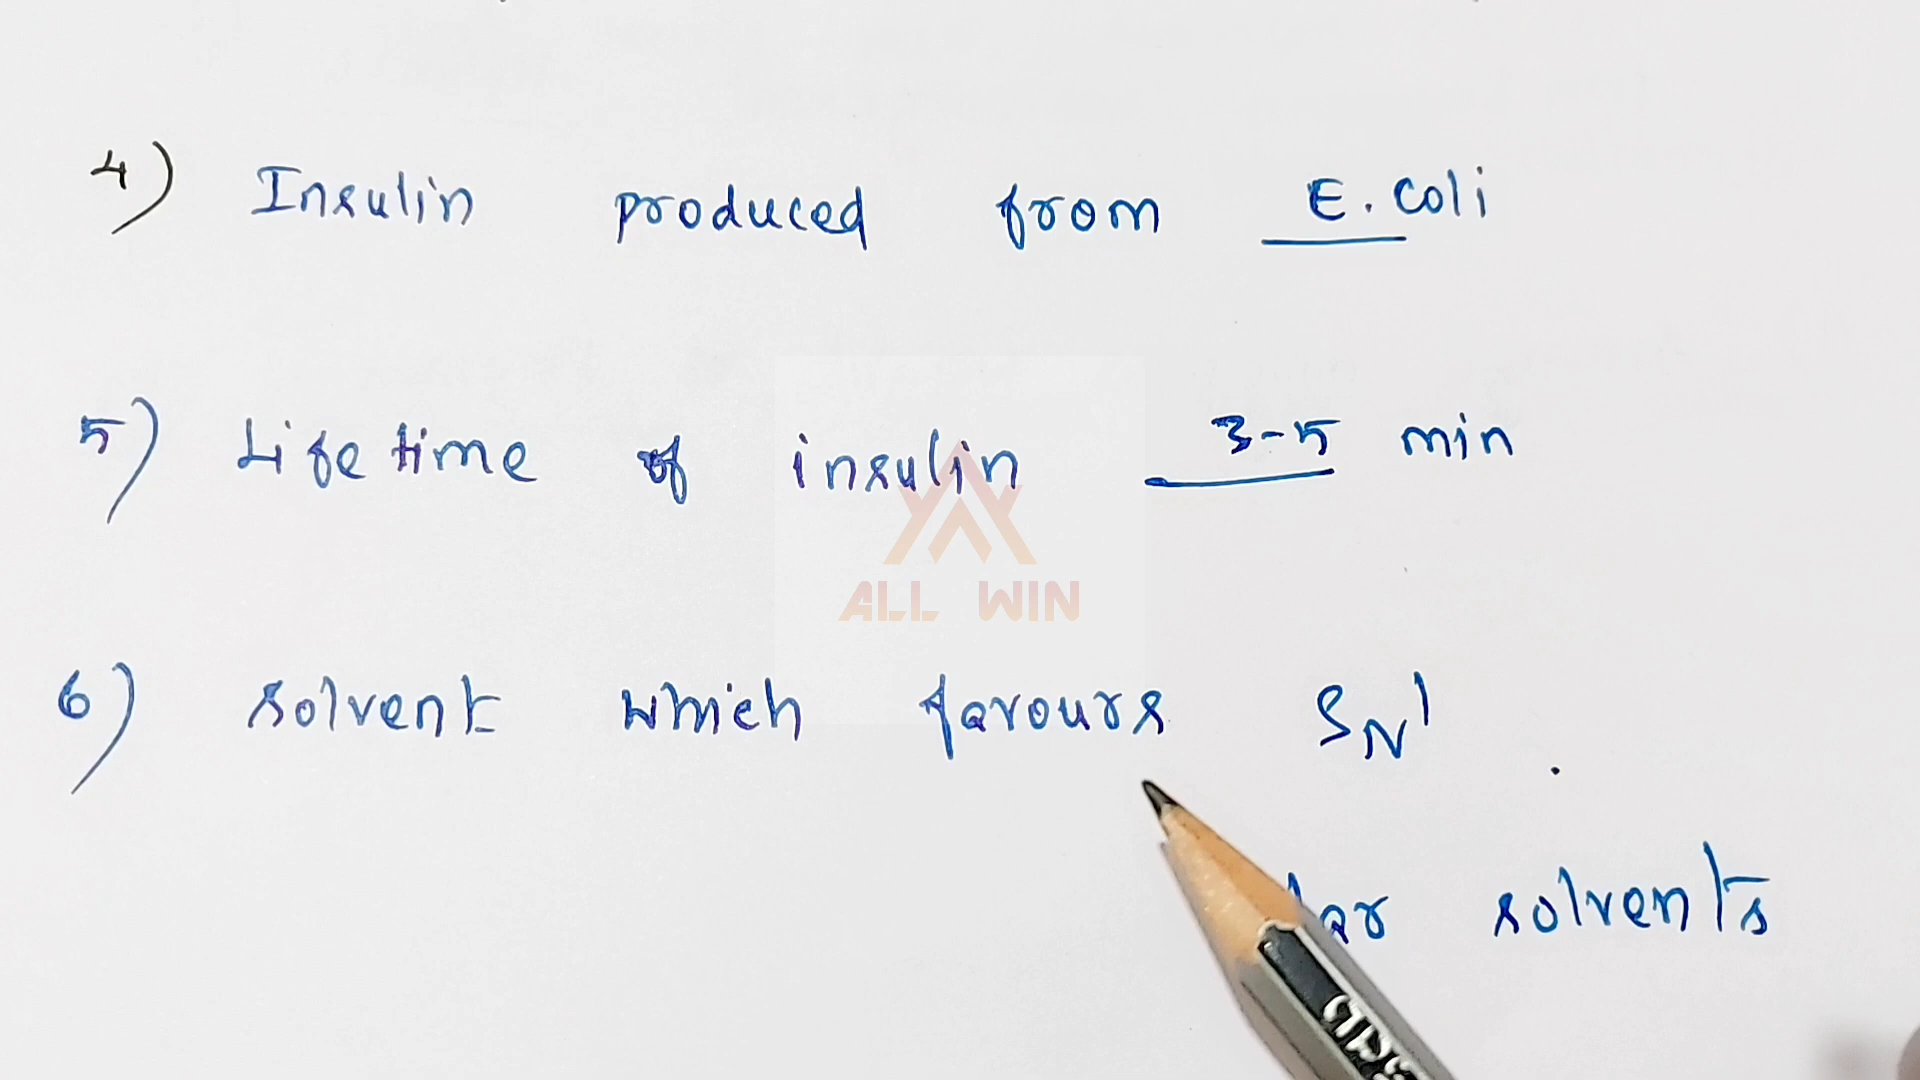 4) Insulin produced from E. Coli
5) Life time of insulin 3-5 min
ALL WIN
6) solvent which favours SN1 .
solvents